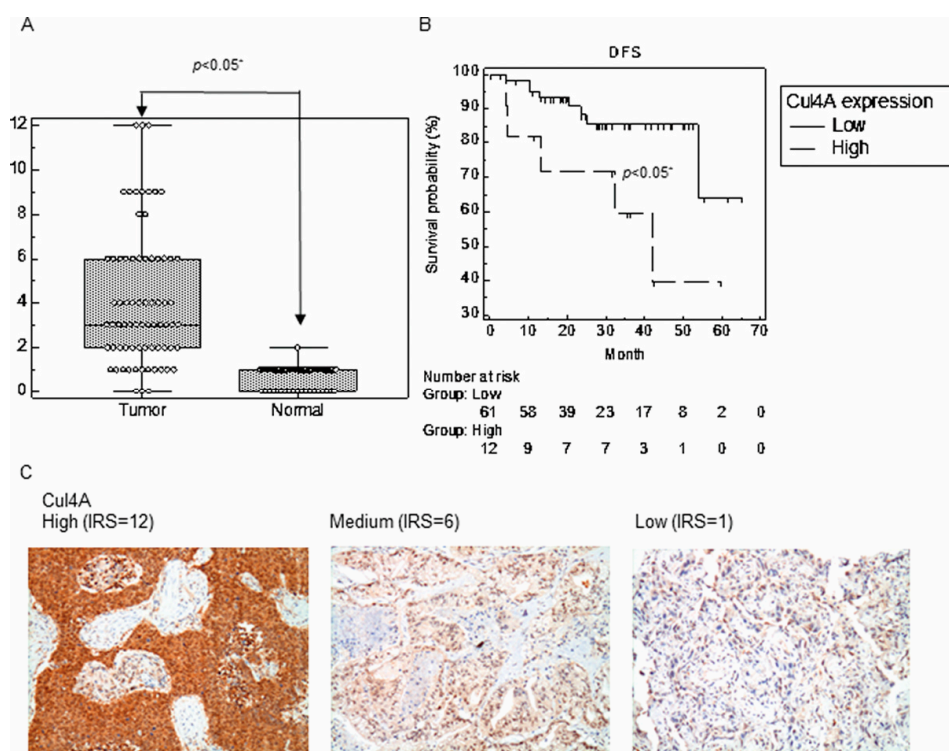 A
p<0.05*
12
10
8
6
4
2
0
Tumor Normal
B
DFS
Survival probability (%)
100
90
80
70
60
50
40
30
p<0.05*
0 10 20 30 40 50 60 70
Month
Cul4A expression
Low
High
Number at risk
Group: Low
61 58 39 23 17 8 2 0
Group: High
12 9 7 7 3 1 0 0
C
Cul4A
High (IRS=12) Medium (IRS=6) Low (IRS=1)